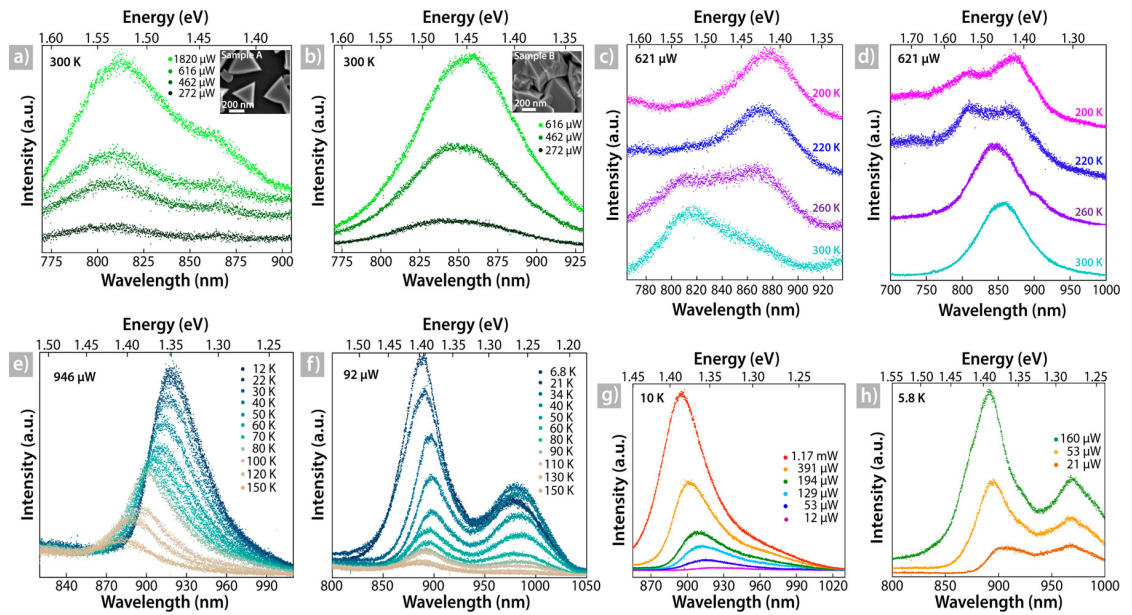 Energy (eV)
1.60 1.55 1.50 1.45 1.40
a)
300 K
1820 µW
616 µW
462 µW
272 µW
Sample A
200 nm
Intensity (a.u.)
775 800 825 850 875 900
Wavelength (nm)
Energy (eV)
1.60 1.55 1.50 1.45 1.40 1.35
b)
300 K
Sample B
200 nm
616 µW
462 µW
272 µW
Intensity (a.u.)
775 800 825 850 875 900 925
Wavelength (nm)
Energy (eV)
1.60 1.55 1.50 1.45 1.40 1.35
c)
621 µW
200 K
220 K
260 K
300 K
Intensity (a.u.)
780 800 820 840 860 880 900 920
Wavelength (nm)
Energy (eV)
1.70 1.60 1.50 1.40 1.30
d)
621 µW
200 K
220 K
260 K
300 K
Intensity (a.u.)
700 750 800 850 900 950 1000
Wavelength (nm)
Energy (eV)
1.50 1.45 1.40 1.35 1.30 1.25
e)
946 µW
12 K
22 K
30 K
40 K
50 K
60 K
70 K
80 K
100 K
120 K
150 K
Intensity (a.u.)
840 870 900 930 960 990
Wavelength (nm)
Energy (eV)
1.50 1.45 1.40 1.35 1.30 1.25 1.20
f)
92 µW
6.8 K
21 K
34 K
40 K
50 K
60 K
80 K
90 K
110 K
130 K
150 K
Intensity (a.u.)
800 850 900 950 1000 1050
Wavelength (nm)
Energy (eV)
1.45 1.40 1.35 1.30 1.25
g)
10 K
1.17 mW
391 µW
194 µW
129 µW
53 µW
12 µW
Intensity (a.u.)
870 900 930 960 990 1020
Wavelength (nm)
Energy (eV)
1.55 1.50 1.45 1.40 1.35 1.30 1.25
h)
5.8 K
160 µW
53 µW
21 µW
Intensity (a.u.)
800 850 900 950 1000
Wavelength (nm)